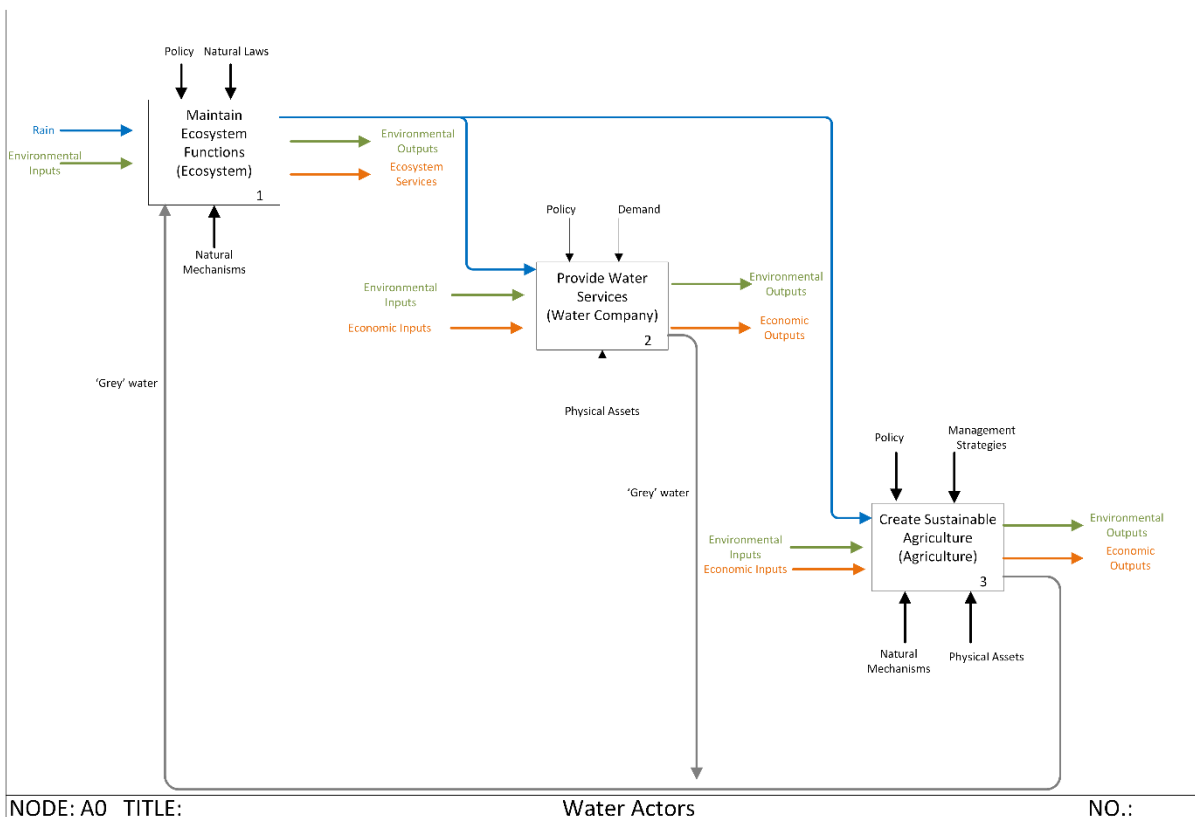 Policy
Natural Laws
Maintain
Ecosystem
Functions
(Ecosystem)
1
Rain
Environmental
Inputs
Environmental
Outputs
Ecosystem
Services
Natural
Mechanisms
Policy
Demand
Provide Water
Services
(Water Company)
2
Environmental
Inputs
Economic Inputs
Environmental
Outputs
Economic
Outputs
Physical Assets
'Grey' water
'Grey' water
Policy
Management
Strategies
Create Sustainable
Agriculture
(Agriculture)
3
Environmental
Inputs
Economic Inputs
Environmental
Outputs
Economic
Outputs
Natural
Mechanisms
Physical Assets
NODE: A0 TITLE: Water Actors NO.: